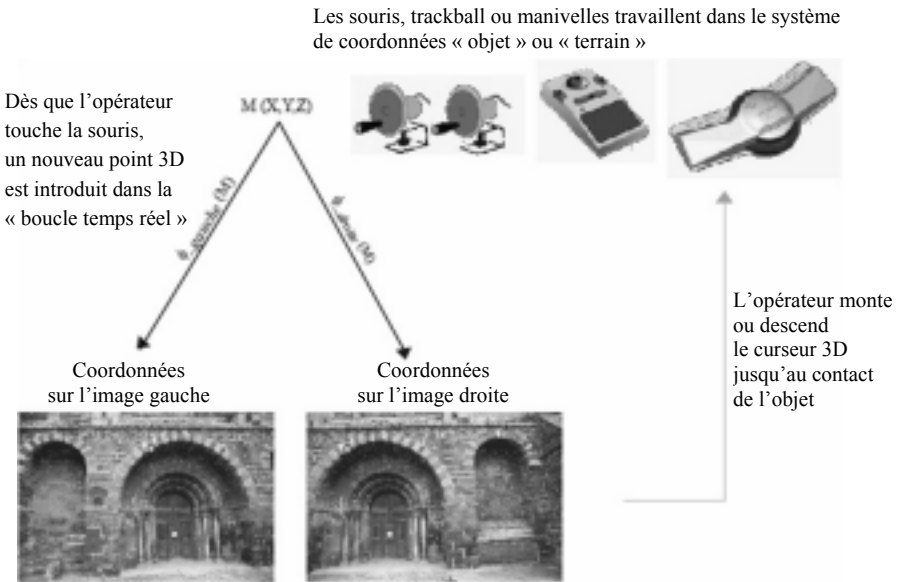 Les souris, trackball ou manivelles travaillent dans le système
de coordonnées « objet » ou « terrain »
Dès que l'opérateur
touche la souris,
un nouveau point 3D
est introduit dans la
« boucle temps réel »
M (X,Y,Z)
ϕ_gauche (M)
ϕ_droite (M)
L'opérateur monte
ou descend
le curseur 3D
jusqu'au contact
de l'objet
Coordonnées
sur l'image gauche
Coordonnées
sur l'image droite